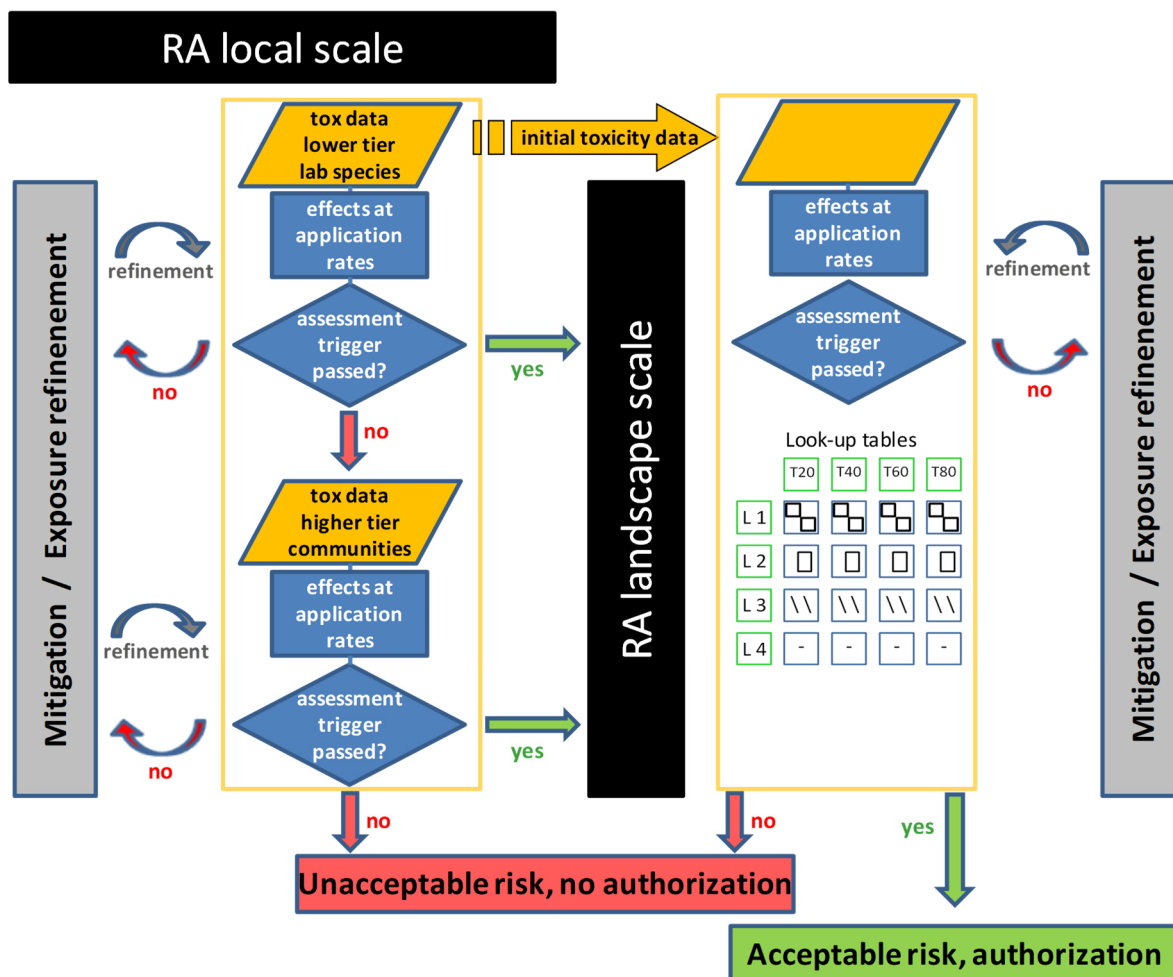 RA local scale
tox data
lower tier
lab species
initial toxicity data
effects at
application
rates
effects at
application
rates
refinement
refinement
assessment
trigger
passed?
assessment
trigger
passed?
no
yes
no
no
Mitigation / Exposure refinenement
RA landscape scale
Mitigation / Exposure refinenement
Look-up tables
T20 T40 T60 T80
L 1
L 2
L 3 \ \ \ \ \ \ \ \
L 4 - - - -
tox data
higher tier
communities
effects at
application
rates
refinement
assessment
trigger
passed?
no
yes
no
no
yes
Unacceptable risk, no authorization
Acceptable risk, authorization